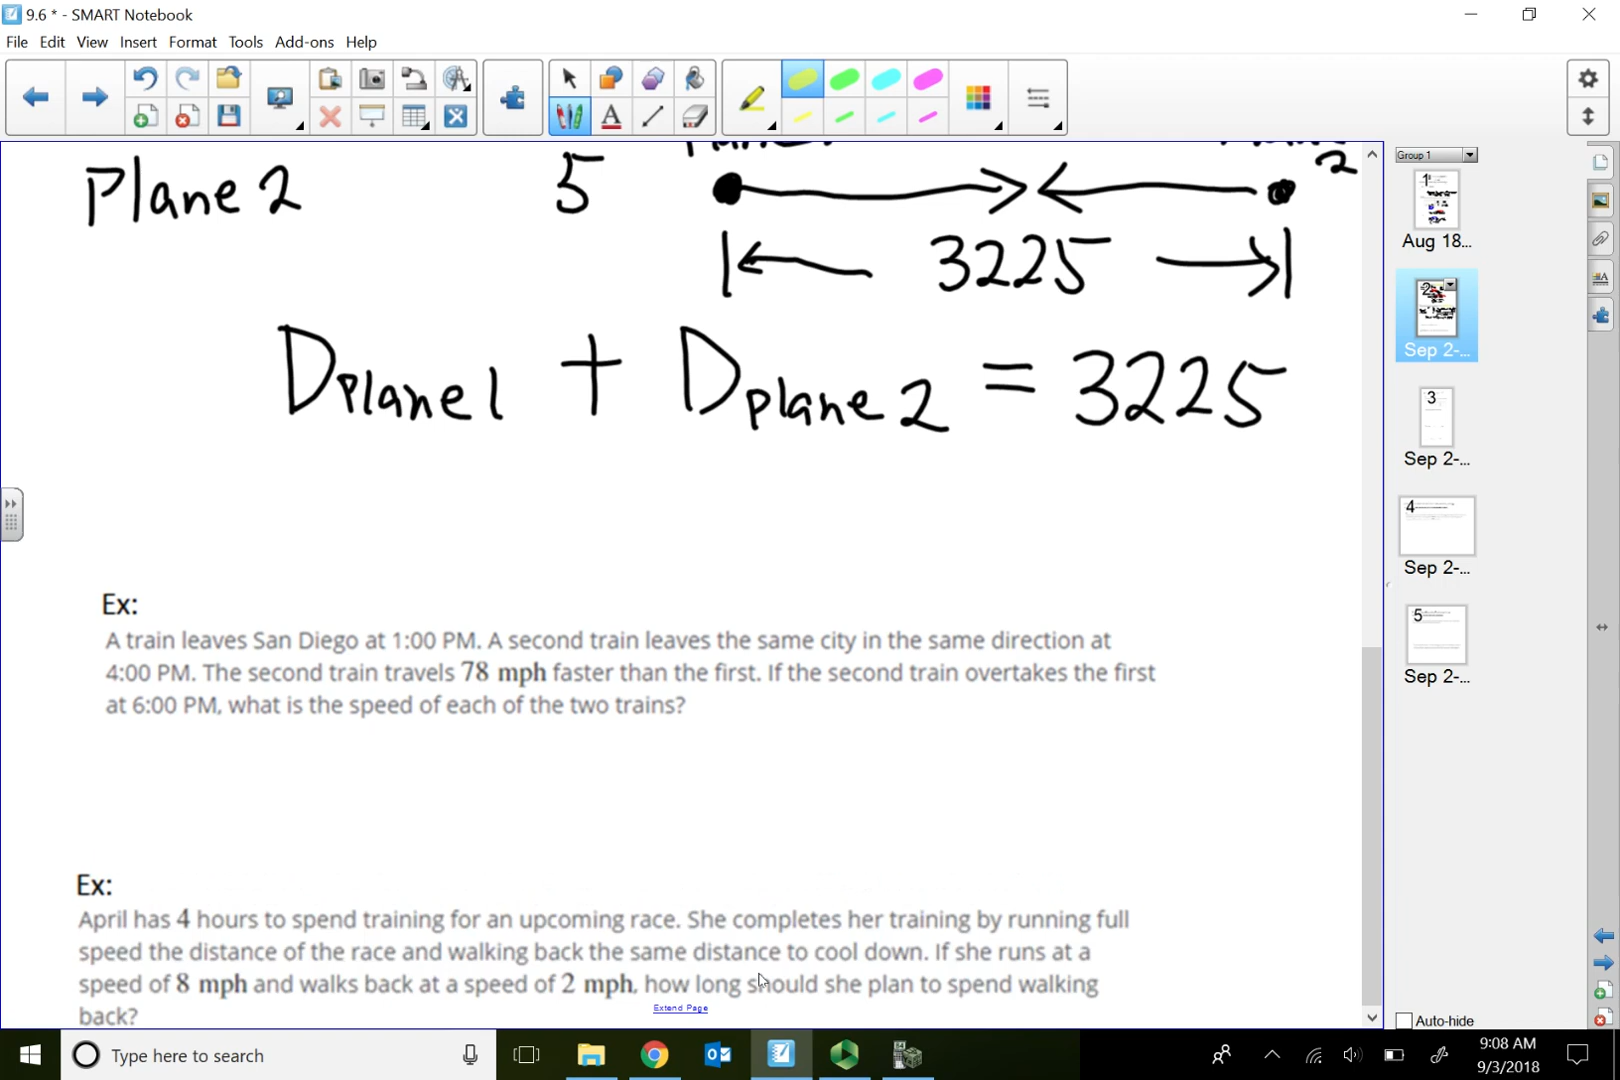 9.6 * - SMART Notebook
File Edit View Insert Format Tools Add-ons Help
Group 1
Plane 2 5 2
3225
Dplane1 + Dplane 2 = 3225
Ex:
A train leaves San Diego at 1:00 PM. A second train leaves the same city in the same direction at
4:00 PM. The second train travels 78 mph faster than the first. If the second train overtakes the first
at 6:00 PM, what is the speed of each of the two trains?
Ex:
April has 4 hours to spend training for an upcoming race. She completes her training by running full
speed the distance of the race and walking back the same distance to cool down. If she runs at a
speed of 8 mph and walks back at a speed of 2 mph, how long should she plan to spend walking
back?
Extend Page
1
Aug 18...
2
Sep 2-...
3
Sep 2-...
4
Sep 2-...
5
Sep 2-...
Auto-hide
Type here to search
9:08 AM
9/3/2018